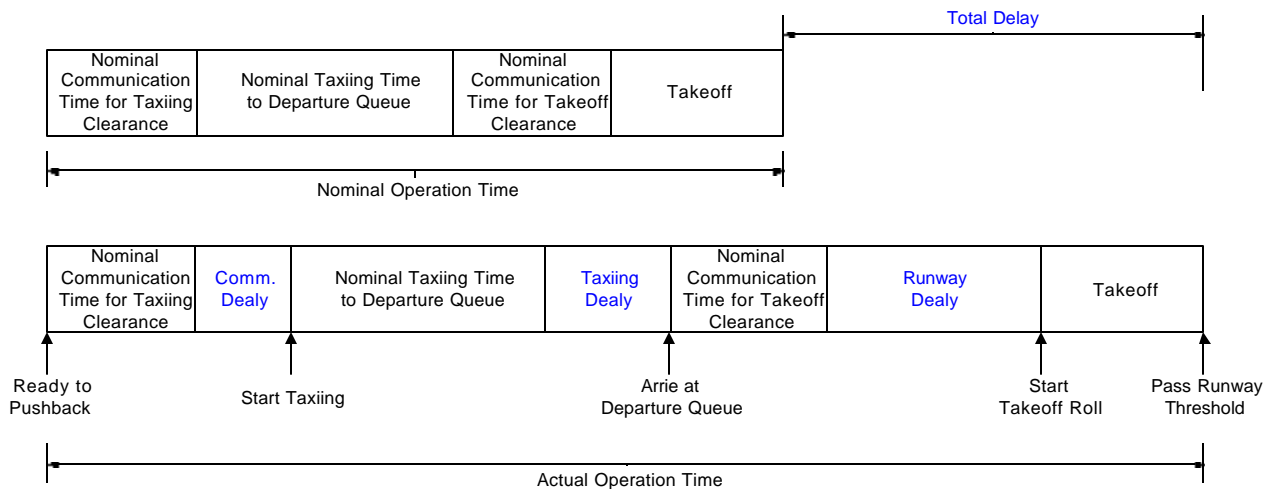 Total Delay
Nominal
Communication
Time for Taxiing
Clearance
Nominal Taxiing Time
to Departure Queue
Nominal
Communication
Time for Takeoff
Clearance
Takeoff
Nominal Operation Time
Nominal
Communication
Time for Taxiing
Clearance
Comm.
Dealy
Nominal Taxiing Time
to Departure Queue
Taxiing
Dealy
Nominal
Communication
Time for Takeoff
Clearance
Runway
Dealy
Takeoff
Ready to
Pushback
Start Taxiing
Arrie at
Departure Queue
Start
Takeoff Roll
Pass Runway
Threshold
Actual Operation Time